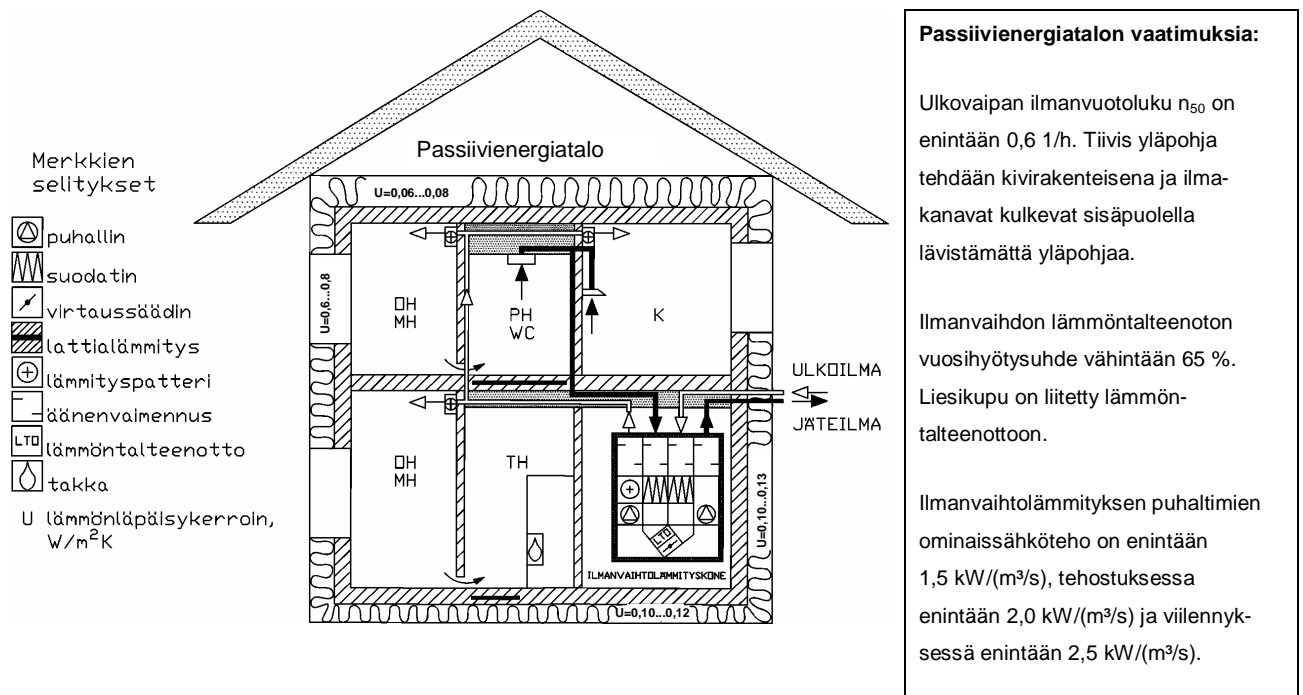 Merkkien
selitykset
puhallin
suodatin
virtaussäädin
lattialämmitys
lämmityspatteri
äänenvaimennus
LTO lämmöntalteenotto
takka
U lämmönläpäisykerroin,
W/m²K
Passiivienergiatalo
U=0,06...0,08
U=0,6...0,8
OH
MH
PH
WC
K
ULKOILMA
JÄTEILMA
OH
MH
TH
LTO
ILMANVAIHTOLÄMMITYSKONE
U=0,10...0,13
U=0,10...0,12
Passiivienergiatalon vaatimuksia:
Ulkovaipan ilmanvuotoluku n₅₀ on
enintään 0,6 1/h. Tiivis yläpohja
tehdään kivirakenteisena ja ilma-
kanavat kulkevat sisäpuolella
lävistämättä yläpohjaa.
Ilmanvaihdon lämmöntalteenoton
vuosihyötysuhde vähintään 65 %.
Liesikupu on liitetty lämmön-
talteenottoon.
Ilmanvaihtolämmityksen puhaltimien
ominaissähköteho on enintään
1,5 kW/(m³/s), tehostuksessa
enintään 2,0 kW/(m³/s) ja viilennyk-
sessä enintään 2,5 kW/(m³/s).